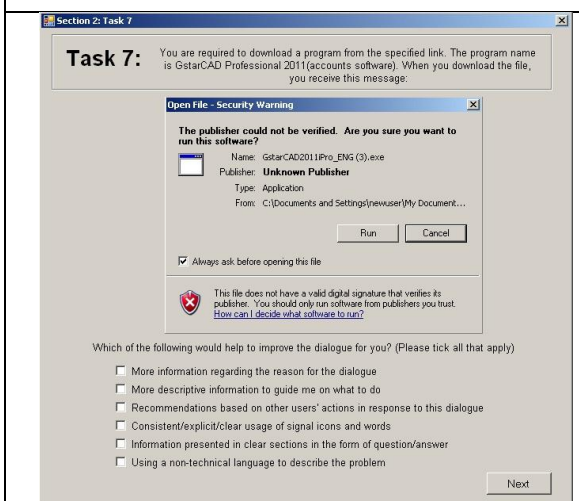 Section 2: Task 7
Task 7:
You are required to download a program from the specified link. The program name
is GstarCAD Professional 2011(accounts software). When you download the file,
you receive this message:
Open File - Security Warning
The publisher could not be verified. Are you sure you want to
run this software?
Name: GstarCAD2011iPro_ENG (3).exe
Publisher: Unknown Publisher
Type: Application
From: C:\Documents and Settings\newuser\My Document...
Run
Cancel
Always ask before opening this file
This file does not have a valid digital signature that verifies its
publisher. You should only run software from publishers you trust.
How can I decide what software to run?
Which of the following would help to improve the dialogue for you? (Please tick all that apply)
More information regarding the reason for the dialogue
More descriptive information to guide me on what to do
Recommendations based on other users' actions in response to this dialogue
Consistent/explicit/clear usage of signal icons and words
Information presented in clear sections in the form of question/answer
Using a non-technical language to describe the problem
Next